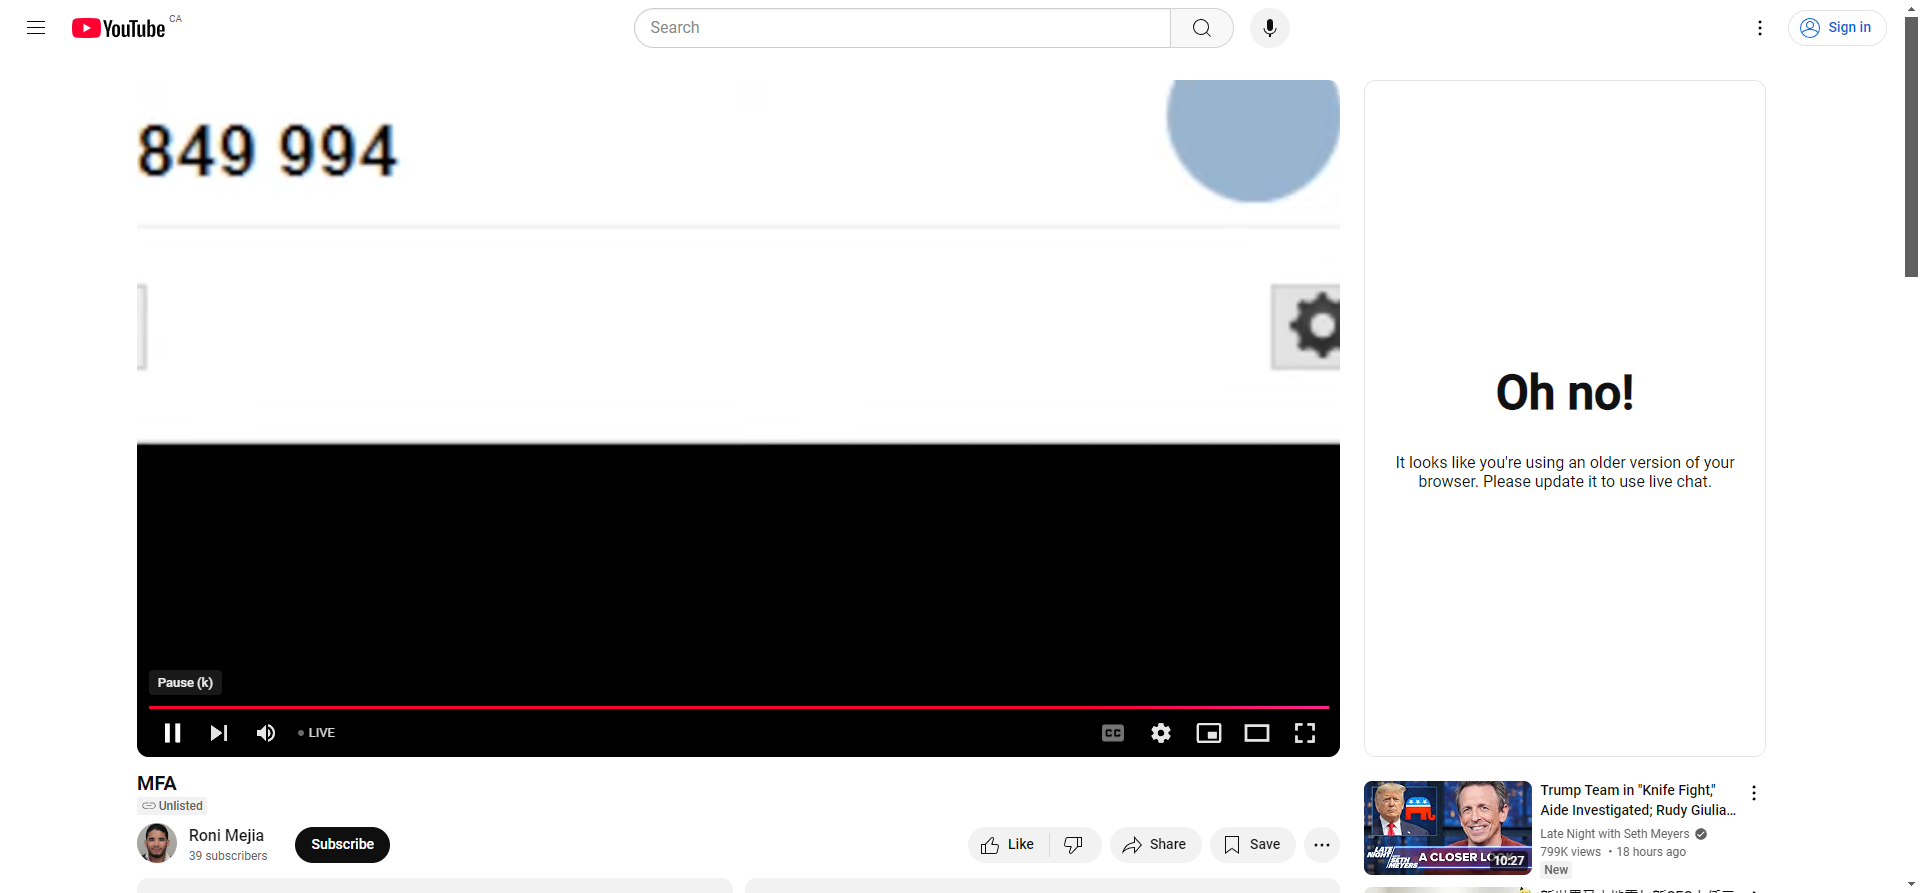 YouTube CA
Search
Sign in
849 994
Oh no!
It looks like you're using an older version of your
browser. Please update it to use live chat.
Pause (k)
LIVE
CC
MFA
Unlisted
Roni Mejia
39 subscribers
Subscribe
Like
Share
Save
LATE
NIGHT
SETH
MEYERS
A CLOSER
10:27
Trump Team in "Knife Fight,"
Aide Investigated; Rudy Giulia...
Late Night with Seth Meyers
799K views • 18 hours ago
New